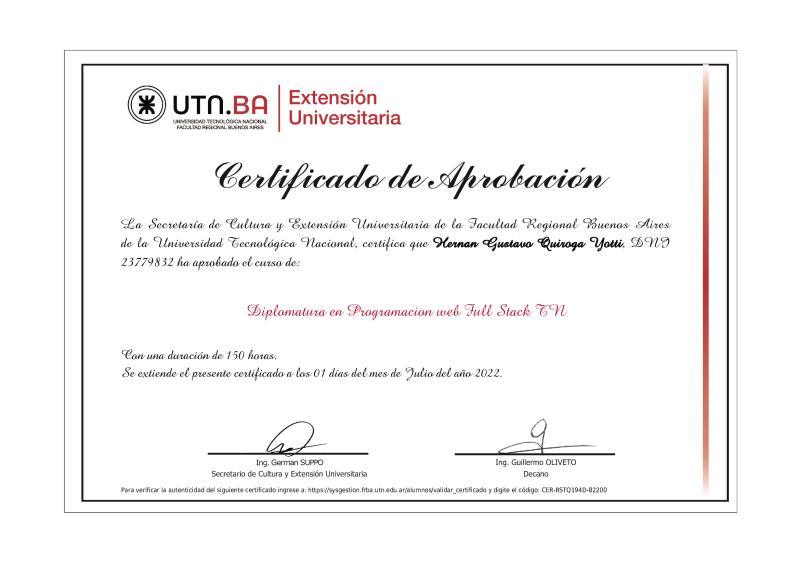 UTN.BA
UNIVERSIDAD TECNOLÓGICA NACIONAL
FACULTAD REGIONAL BUENOS AIRES
Extensión
Universitaria
Certificado de Aprobación
La Secretaría de Cultura y Extensión Universitaria de la Facultad Regional Buenos Aires
de la Universidad Tecnológica Nacional, certifica que Hernan Gustavo Quiroga Yotti, DNI
23779832 ha aprobado el curso de:
Diplomatura en Programacion web Full Stack TN
Con una duración de 150 horas.
Se extiende el presente certificado a los 01 días del mes de Julio del año 2022.
Ing. German SUPPO
Secretario de Cultura y Extensión Universitaria
Ing. Guillermo OLIVETO
Decano
Para verificar la autenticidad del siguiente certificado ingrese a: https://sysgestion.frba.utn.edu.ar/alumnos/validar_certificado y digite el código: CER-RSTQ194D-82200